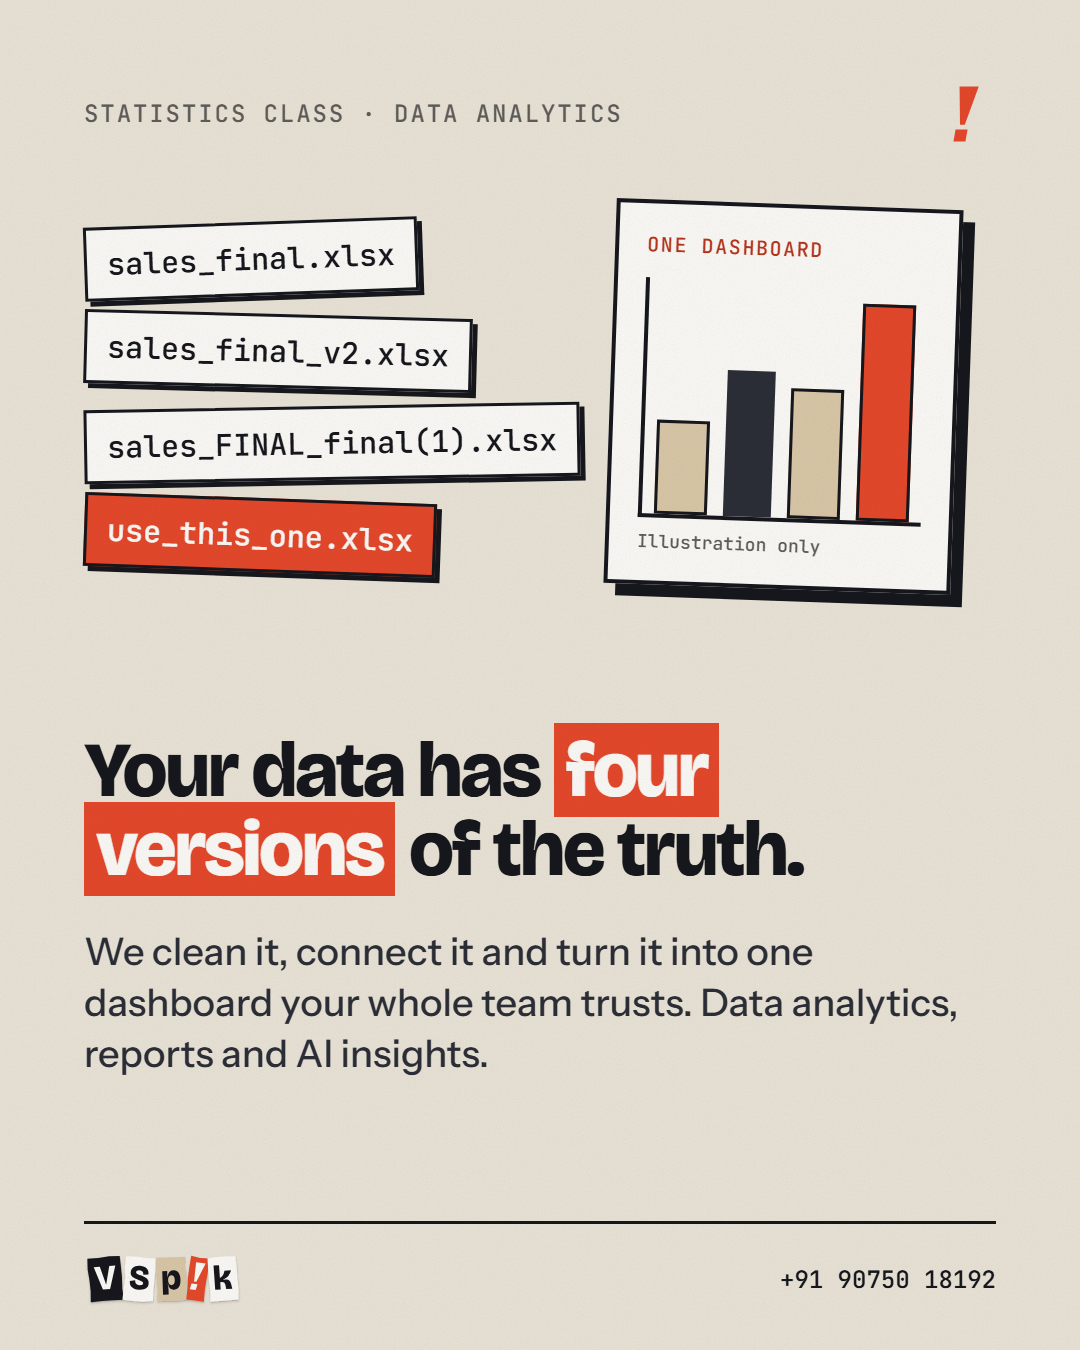 STATISTICS CLASS · DATA ANALYTICS
!
sales_final.xlsx
sales_final_v2.xlsx
sales_FINAL_final(1).xlsx
use_this_one.xlsx
ONE DASHBOARD
Illustration only
Your data has four
versions of the truth.
We clean it, connect it and turn it into one
dashboard your whole team trusts. Data analytics,
reports and AI insights.
VSp!k
+91 90750 18192